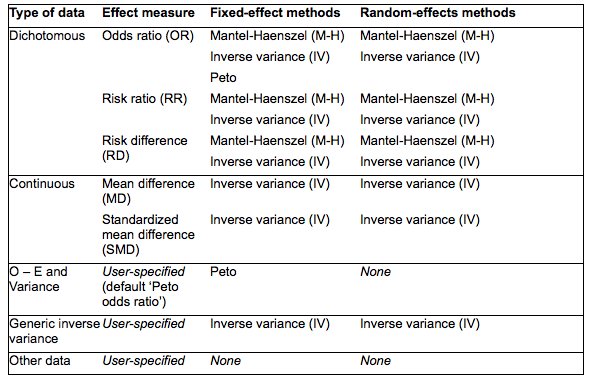 Type of data Effect measure Fixed-effect methods Random-effects methods
Dichotomous Odds ratio (OR) Mantel-Haenszel (M-H) Mantel-Haenszel (M-H)
Inverse variance (IV) Inverse variance (IV)
Peto
Risk ratio (RR) Mantel-Haenszel (M-H) Mantel-Haenszel (M-H)
Inverse variance (IV) Inverse variance (IV)
Risk difference Mantel-Haenszel (M-H) Mantel-Haenszel (M-H)
(RD) Inverse variance (IV) Inverse variance (IV)
Continuous Mean difference Inverse variance (IV) Inverse variance (IV)
(MD)
Standardized Inverse variance (IV) Inverse variance (IV)
mean difference
(SMD)
O – E and User-specified Peto None
Variance (default ‘Peto
odds ratio’)
Generic inverse User-specified Inverse variance (IV) Inverse variance (IV)
variance
Other data User-specified None None